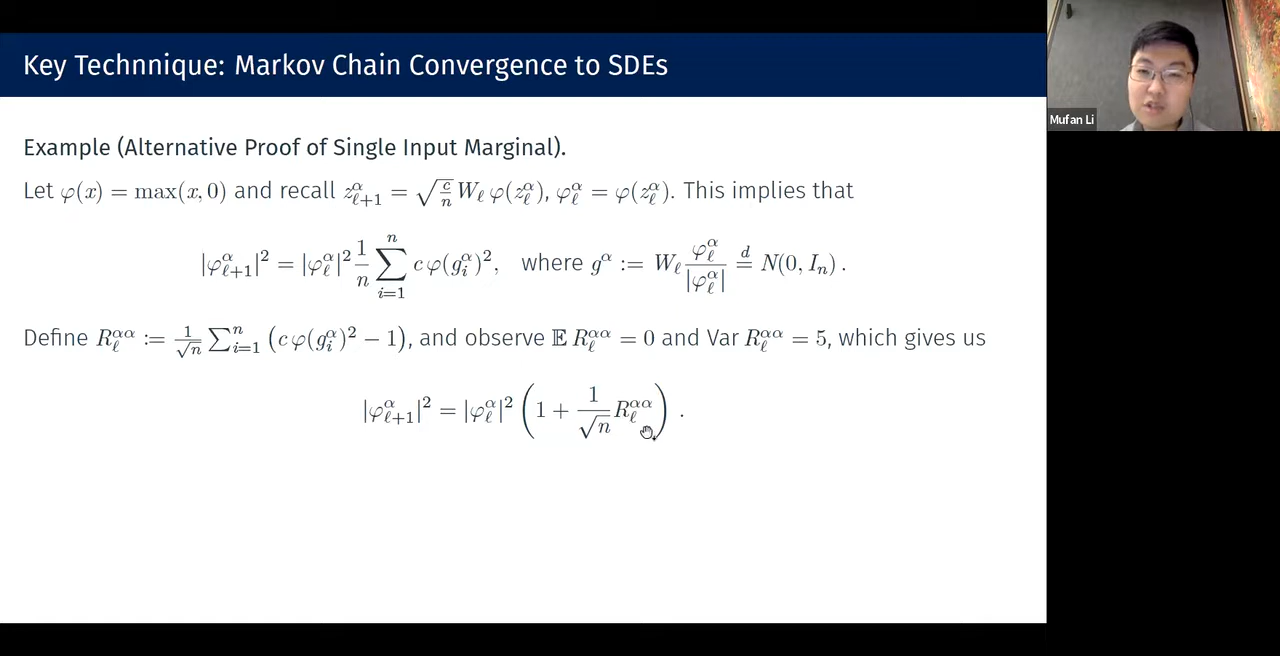 Key Technnique: Markov Chain Convergence to SDEs
Example (Alternative Proof of Single Input Marginal).
Let φ(x) = max(x, 0) and recall z^α_{ℓ+1} = √(c/n) W_ℓ φ(z^α_ℓ), φ^α_ℓ = φ(z^α_ℓ). This implies that
|φ^α_{ℓ+1}|² = |φ^α_ℓ|² 1/n ∑_{i=1}^n c φ(g^α_i)², where g^α := W_ℓ φ^α_ℓ/|φ^α_ℓ| =^d N(0, I_n).
Define R^{αα}_ℓ := 1/√n ∑_{i=1}^n (c φ(g^α_i)² − 1), and observe 𝔼 R^{αα}_ℓ = 0 and Var R^{αα}_ℓ = 5, which gives us
|φ^α_{ℓ+1}|² = |φ^α_ℓ|² (1 + 1/√n R^{αα}_ℓ).
Mufan Li